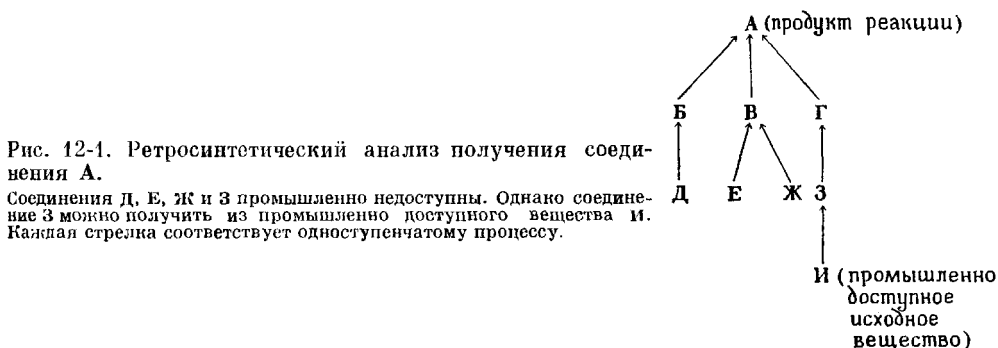 А (продукт реакции)
Б В Г
Рис. 12-1. Ретросинтетический анализ получения соеди-
нения А.
Соединения Д, Е, Ж и З промышленно недоступны. Однако соедине-
ние З можно получить из промышленно доступного вещества И.
Каждая стрелка соответствует одноступенчатому процессу.
Д Е Ж З
И (промышленно
доступное
исходное
вещество)